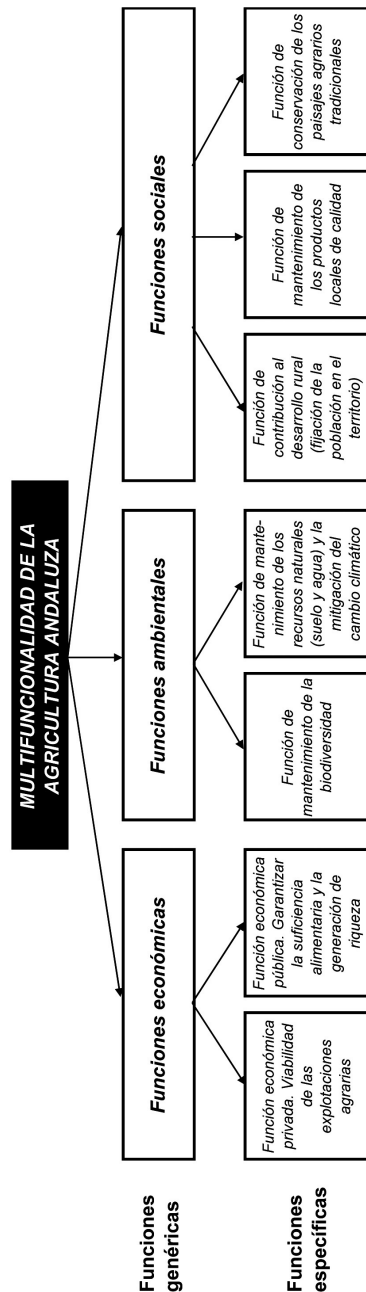 MULTIFUNCIONALIDAD DE LA
AGRICULTURA ANDALUZA
Funciones
genéricas
Funciones económicas
Funciones ambientales
Funciones sociales
Funciones
específicas
Función económica
privada. Viabilidad
de las
explotaciones
agrarias
Función económica
pública. Garantizar
la suficiencia
alimentaria y la
generación de
riqueza
Función de
mantenimiento de la
biodiversidad
Función de mante-
nimiento de los
recursos naturales
(suelo y agua) y la
mitigación del
cambio climático
Función de
contribución al
desarrollo rural
(fijación de la
población en el
territorio)
Función de
mantenimiento de
los productos
locales de calidad
Función de
conservación de los
paisajes agrarios
tradicionales